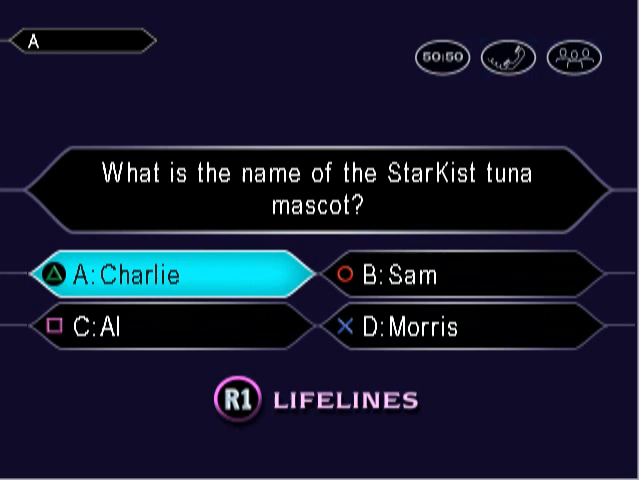 A
50:50
What is the name of the StarKist tuna
mascot?
A: Charlie
B: Sam
C: Al
D: Morris
R1 LIFELINES